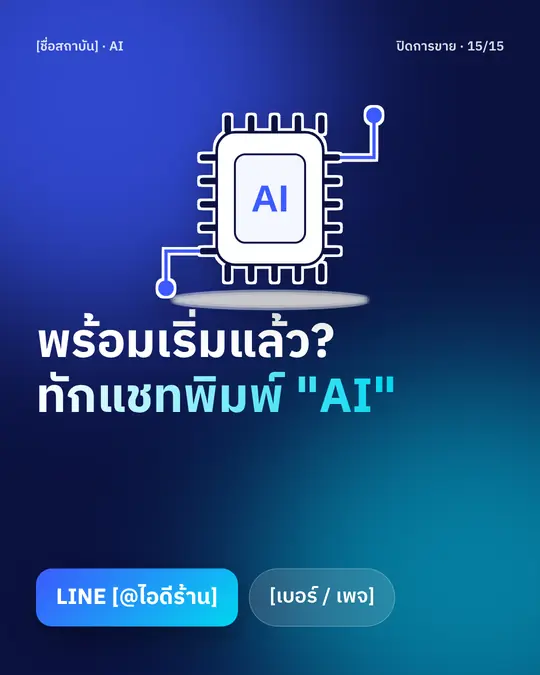 [ชื่อสถาบัน] · AI
ปิดการขาย · 15/15
AI
พร้อมเริ่มแล้ว?
ทักแชทพิมพ์ "AI"
LINE [@ไอดีร้าน]
[เบอร์ / เพจ]